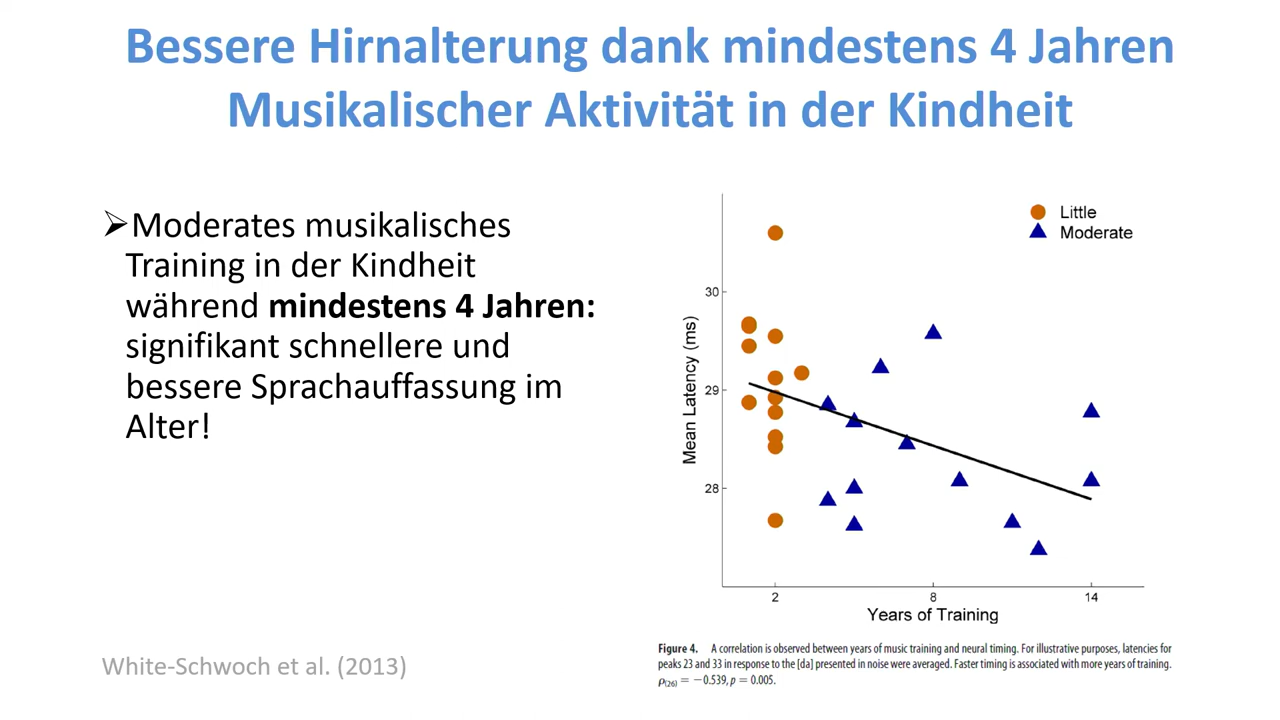 Bessere Hirnalterung dank mindestens 4 Jahren
Musikalischer Aktivität in der Kindheit
➢Moderates musikalisches
Training in der Kindheit
während mindestens 4 Jahren:
signifikant schnellere und
bessere Sprachauffassung im
Alter!
Little
Moderate
30
29
28
Mean Latency (ms)
2 8 14
Years of Training
Figure 4. A correlation is observed between years of music training and neural timing. For illustrative purposes, latencies for
peaks 23 and 33 in response to the [da] presented in noise were averaged. Faster timing is associated with more years of training.
ρ(26) = −0.539, p = 0.005.
White-Schwoch et al. (2013)